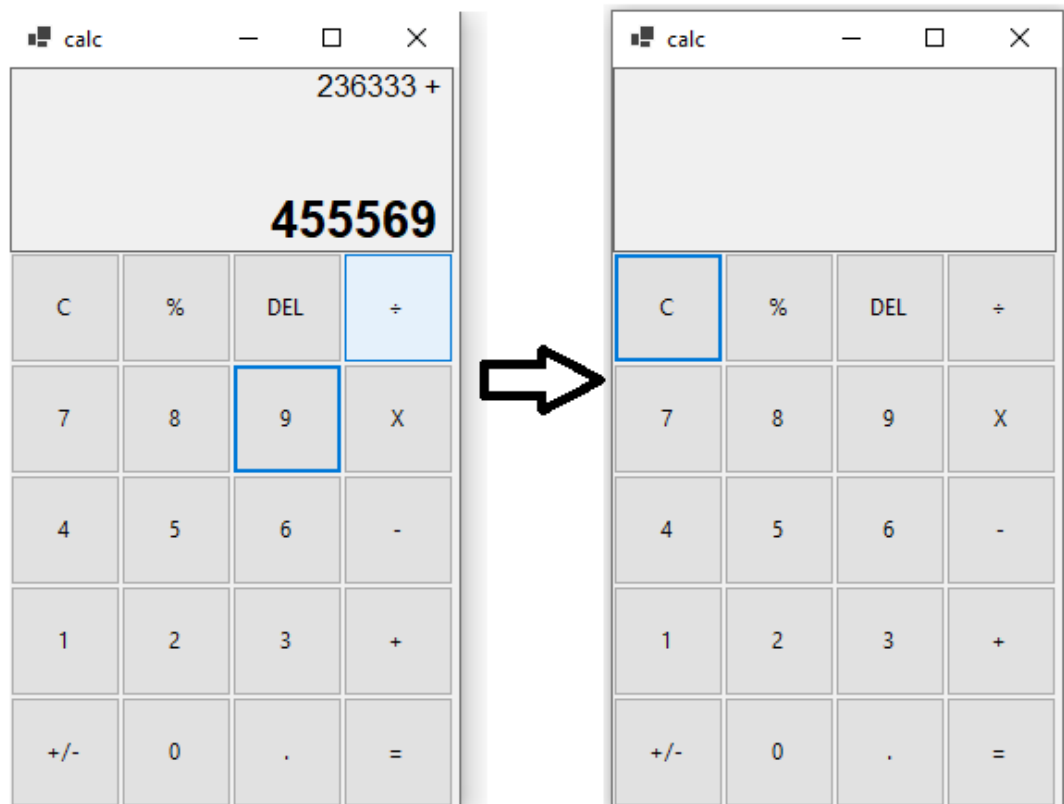 calc
236333 +
455569
C % DEL ÷
7 8 9 X
4 5 6 -
1 2 3 +
+/- 0 . =
calc
C % DEL ÷
7 8 9 X
4 5 6 -
1 2 3 +
+/- 0 . =